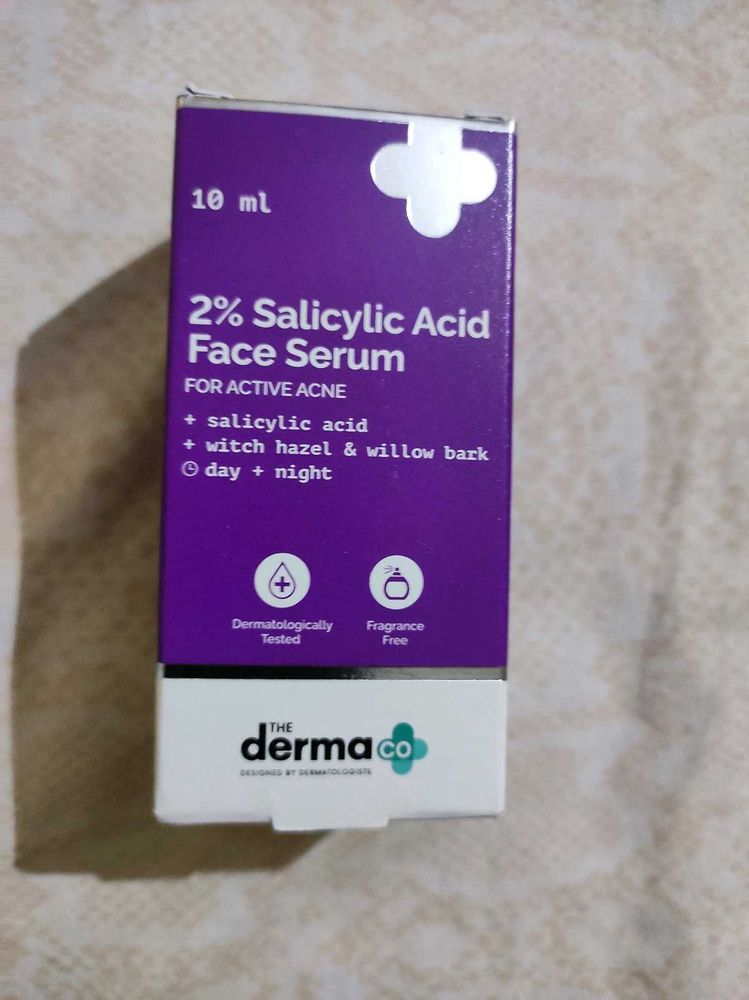 10 ml
2% Salicylic Acid
Face Serum
FOR ACTIVE ACNE
+ salicylic acid
+ witch hazel & willow bark
day + night
Dermatologically
Tested
Fragrance
Free
THE
derma co
DESIGNED BY DERMATOLOGISTS